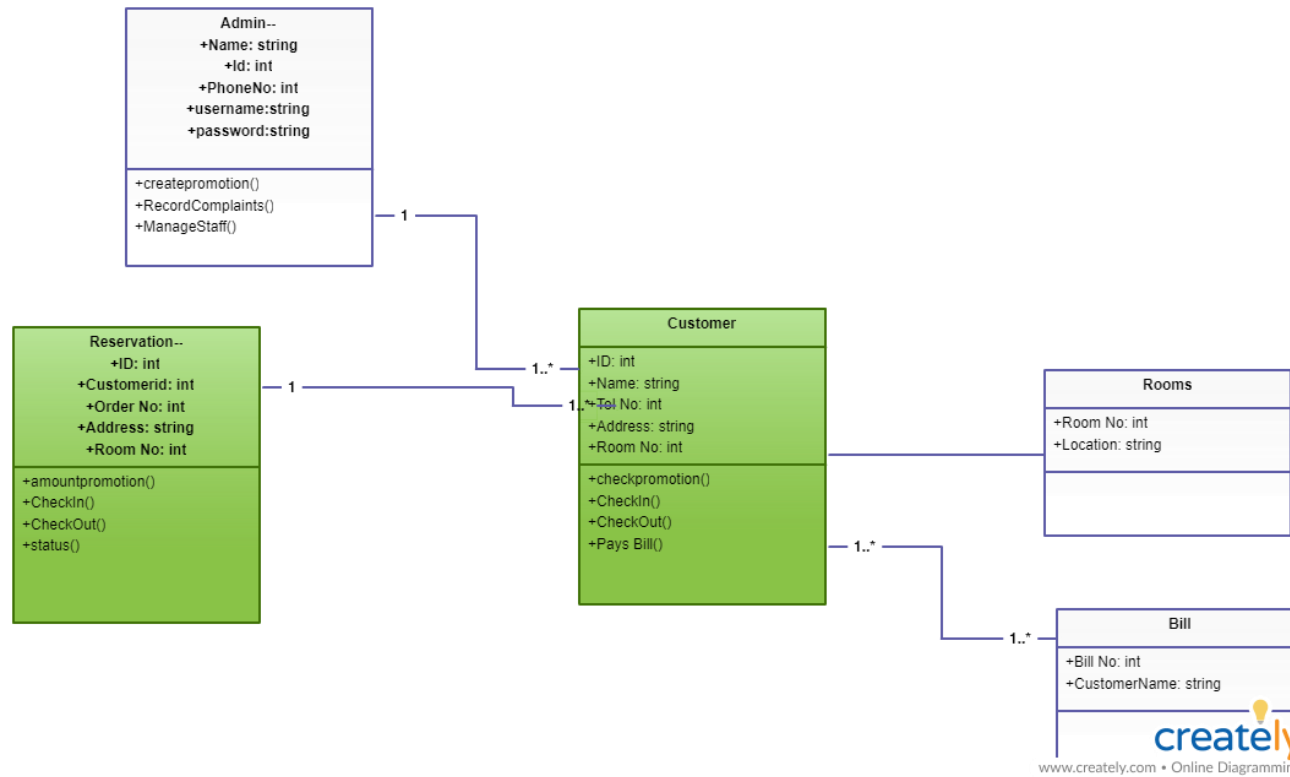 Admin--
+Name: string
+Id: int
+PhoneNo: int
+username:string
+password:string
+createpromotion()
+RecordComplaints()
+ManageStaff()
1
1..*
Reservation--
+ID: int
+Customerid: int
+Order No: int
+Address: string
+Room No: int
+amountpromotion()
+CheckIn()
+CheckOut()
+status()
1
1..*
Customer
+ID: int
+Name: string
+Tel No: int
+Address: string
+Room No: int
+checkpromotion()
+CheckIn()
+CheckOut()
+Pays Bill()
Rooms
+Room No: int
+Location: string
1..*
1..*
Bill
+Bill No: int
+CustomerName: string
creately
www.creately.com • Online Diagrammin